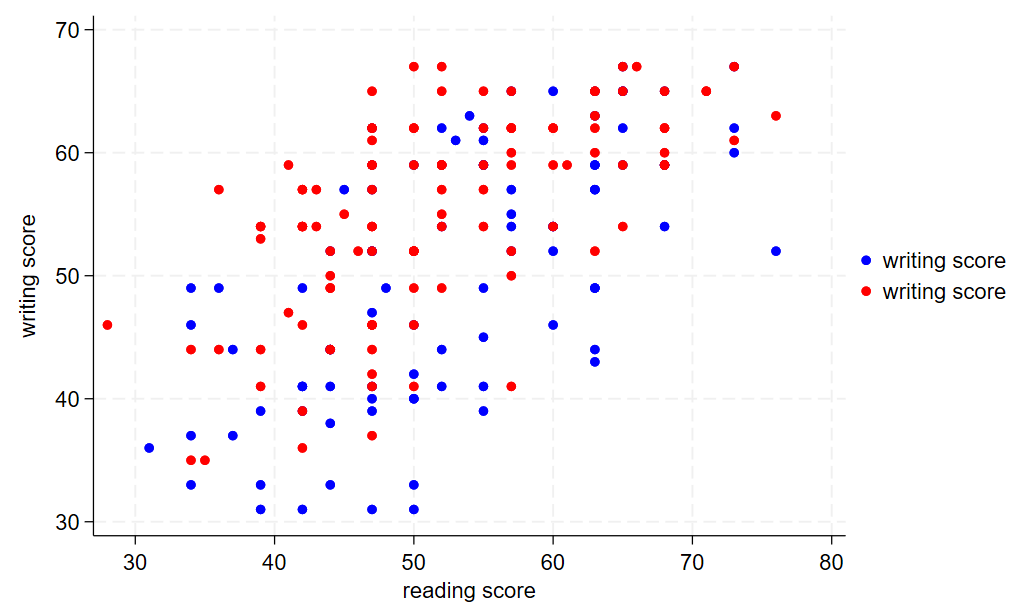 70
60
50
40
30
writing score
30 40 50 60 70 80
reading score
writing score
writing score